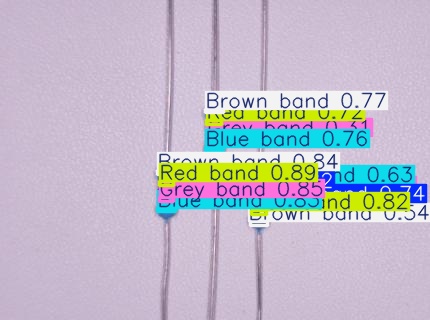 Brown band 0.77
Red band 0.72
Grey band 0.31
Blue band 0.76
Brown band 0.84
Red band 0.89
nd 0.63
Grey band 0.85
band 0.74
Blue band 0.83
nd 0.82
Brown band 0.54